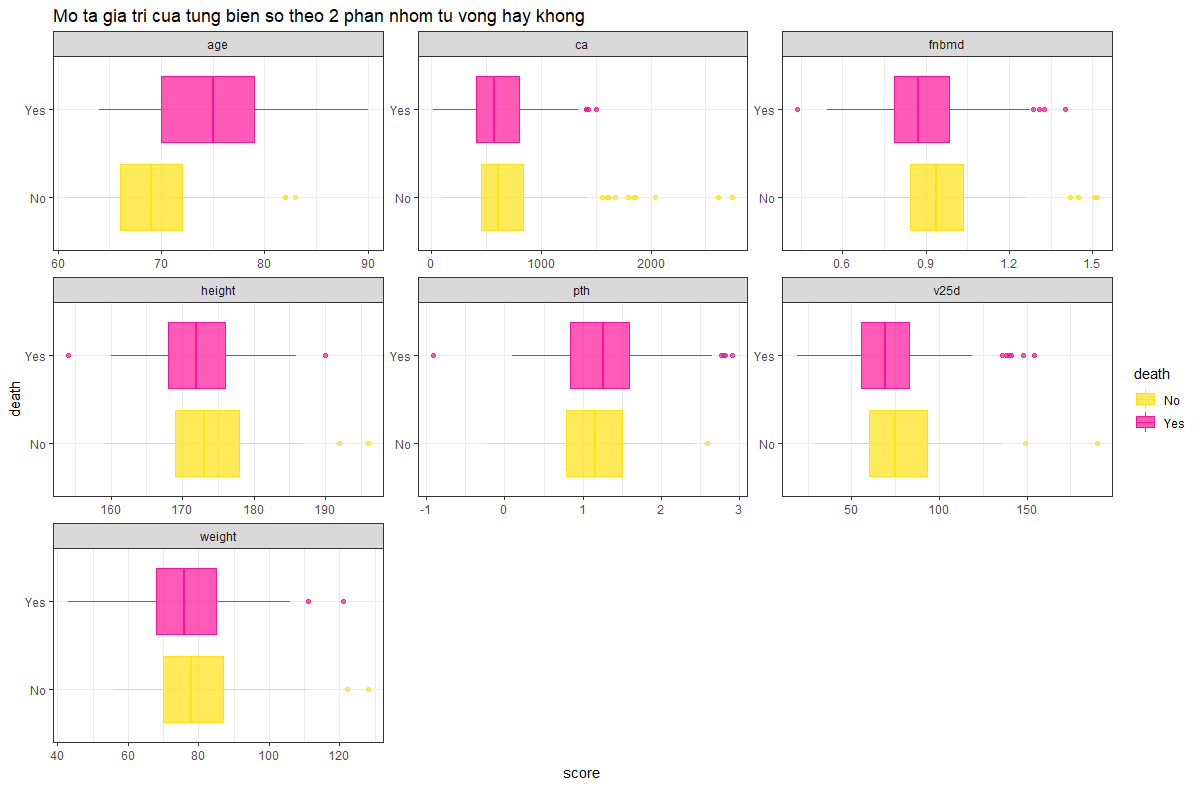 Mo ta gia tri cua tung bien so theo 2 phan nhom tu vong hay khong
age
ca
fnbmd
Yes
No
60
70
80
90
Yes
No
0
1000
2000
Yes
No
0.6
0.9
1.2
1.5
height
pth
v25d
Yes
No
160
170
180
190
Yes
No
-1
0
1
2
3
Yes
No
50
100
150
weight
Yes
No
40
60
80
100
120
death
score
death
No
Yes